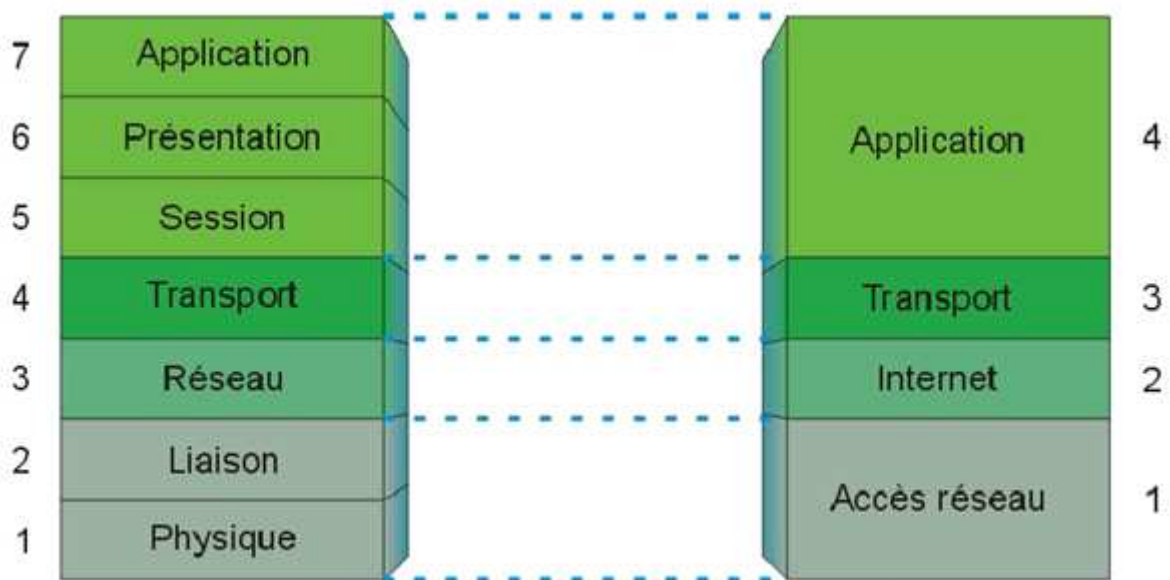 7 Application
6 Présentation
5 Session
4 Transport
3 Réseau
2 Liaison
1 Physique
Application 4
Transport 3
Internet 2
Accès réseau 1